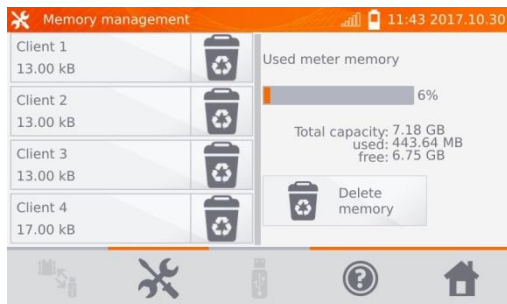 Memory management
11:43 2017.10.30
Client 1
13.00 kB
Client 2
13.00 kB
Client 3
13.00 kB
Client 4
17.00 kB
Used meter memory
6%
Total capacity: 7.18 GB
used: 443.64 MB
free: 6.75 GB
Delete
memory
?